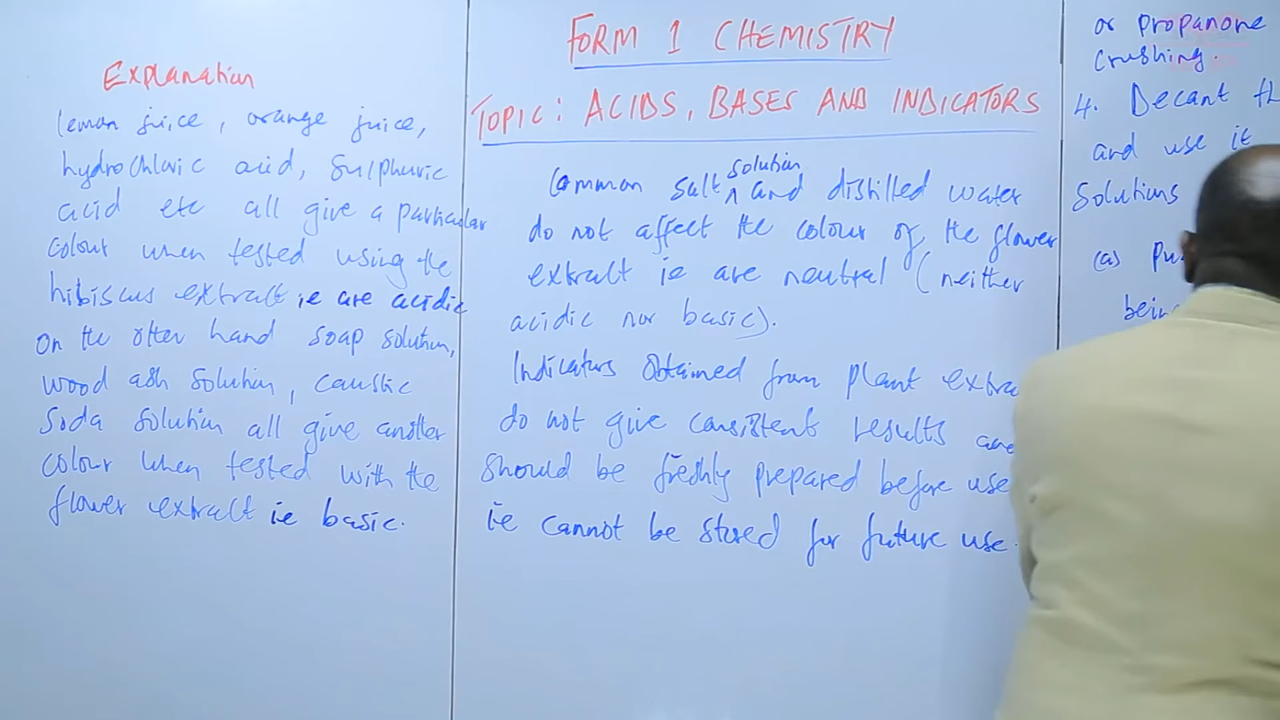 Explanation
lemon juice, orange juice,
hydrochloric acid, sulphuric
acid etc all give a particular
colour when tested using the
hibiscus extract ie are acidic
on the other hand soap solution,
wood ash solution, caustic
soda solution all give another
colour when tested with the
flower extract ie basic.
FORM 1 CHEMISTRY
TOPIC: ACIDS, BASES AND INDICATORS
solution
Common salt ^ and distilled water
do not affect the colour of the flower
extract ie are neutral (neither
acidic nor basic).
Indicators obtained from plant extra
do not give consistent results and
should be freshly prepared before use
ie cannot be stored for future use.
or propanone
crushing.
4. Decant th
and use it
solutions
(a) Pu
bein